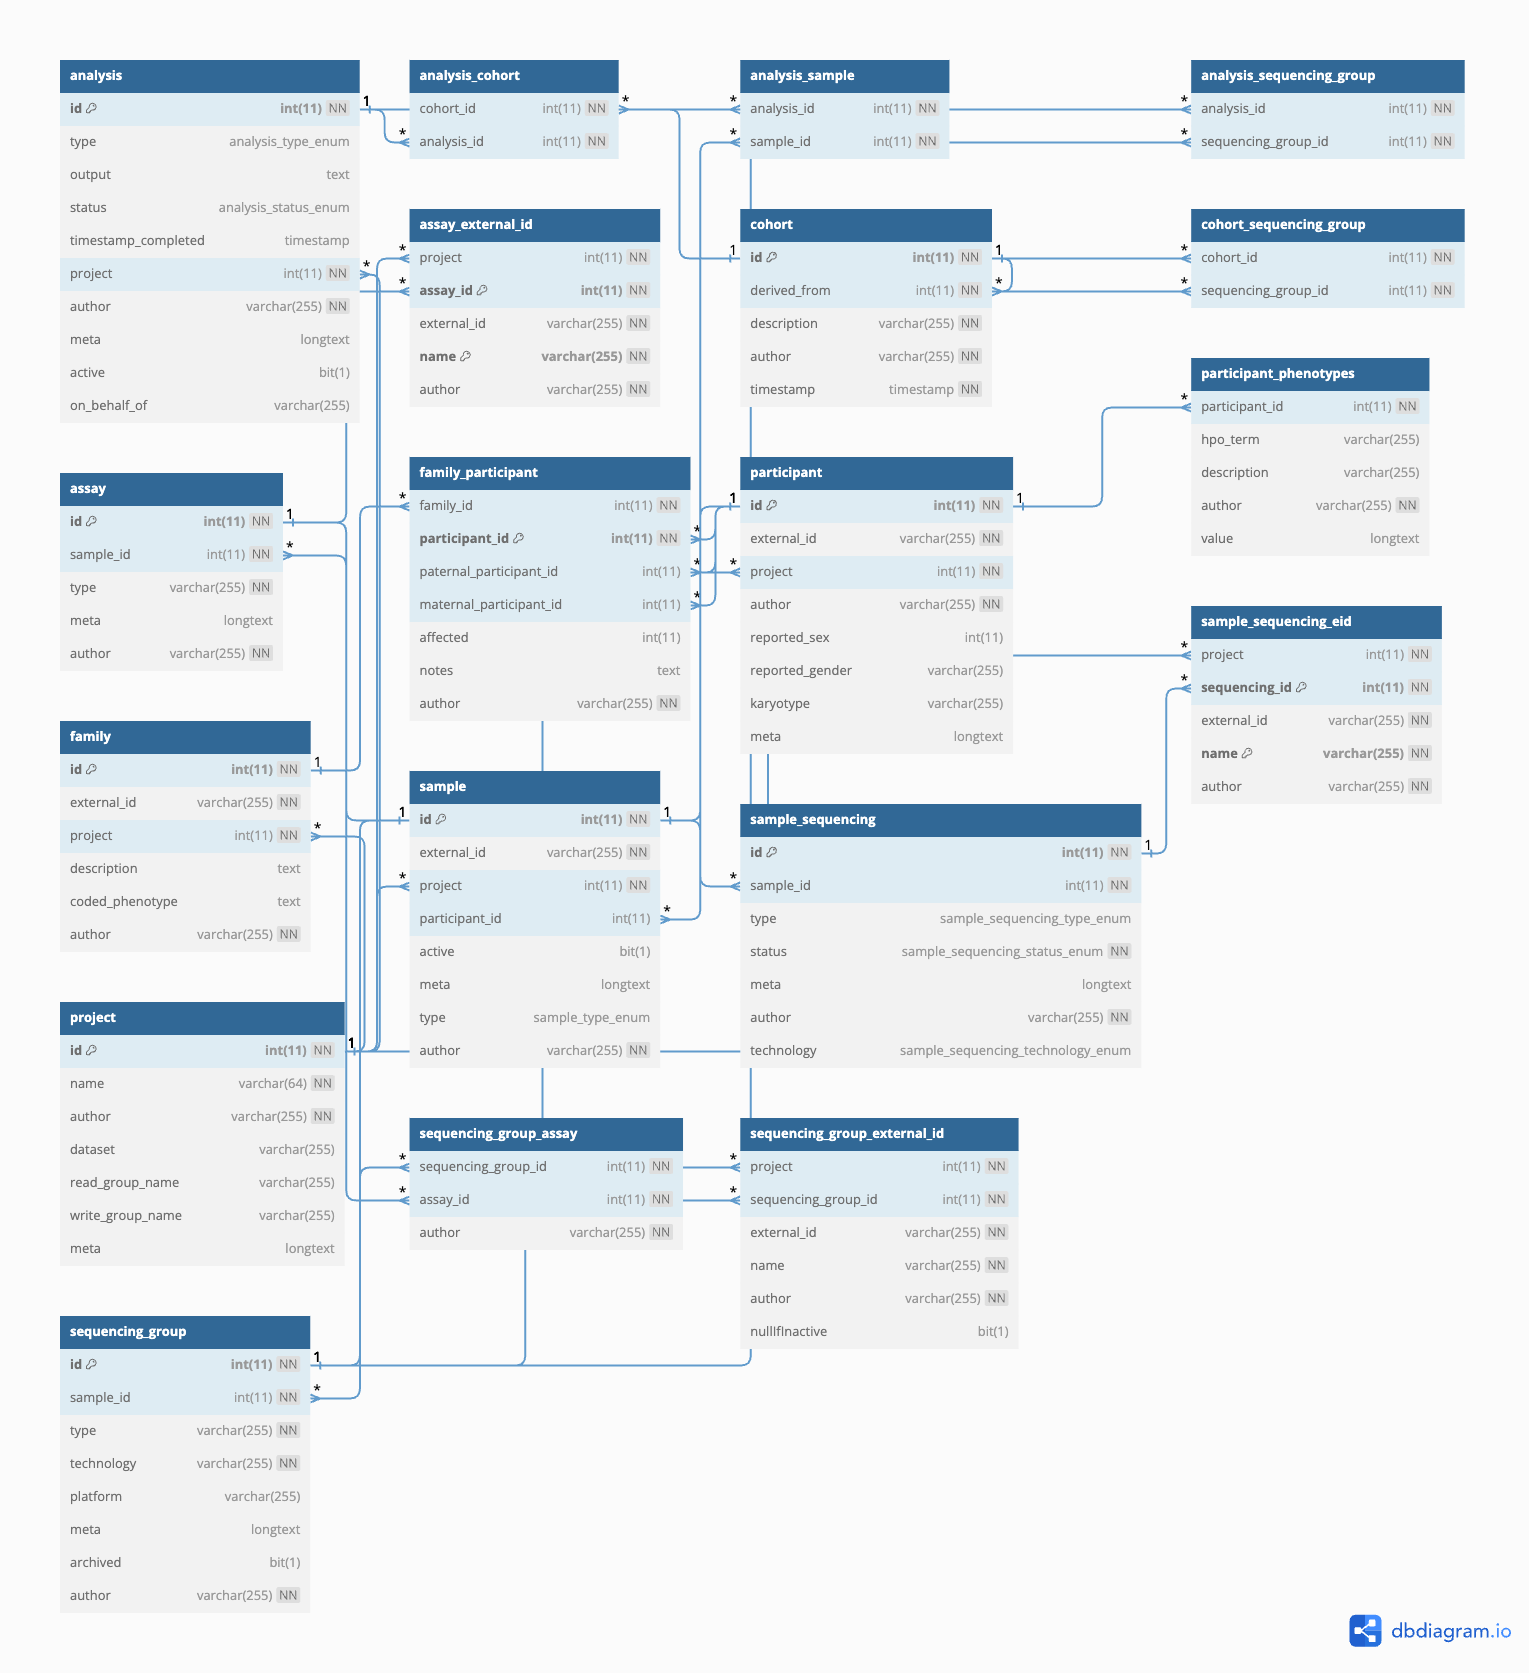 analysis
id int(11) NN
type analysis_type_enum
output text
status analysis_status_enum
timestamp_completed timestamp
project int(11) NN
author varchar(255) NN
meta longtext
active bit(1)
on_behalf_of varchar(255)
analysis_cohort
cohort_id int(11) NN
analysis_id int(11) NN
analysis_sample
analysis_id int(11) NN
sample_id int(11) NN
analysis_sequencing_group
analysis_id int(11) NN
sequencing_group_id int(11) NN
assay_external_id
project int(11) NN
assay_id int(11) NN
external_id varchar(255) NN
name varchar(255) NN
author varchar(255) NN
cohort
id int(11) NN
derived_from int(11) NN
description varchar(255) NN
author varchar(255) NN
timestamp timestamp NN
cohort_sequencing_group
cohort_id int(11) NN
sequencing_group_id int(11) NN
participant_phenotypes
participant_id int(11) NN
hpo_term varchar(255)
description varchar(255)
author varchar(255) NN
value longtext
assay
id int(11) NN
sample_id int(11) NN
type varchar(255) NN
meta longtext
author varchar(255) NN
family_participant
family_id int(11) NN
participant_id int(11) NN
paternal_participant_id int(11)
maternal_participant_id int(11)
affected int(11)
notes text
author varchar(255) NN
participant
id int(11) NN
external_id varchar(255) NN
project int(11) NN
author varchar(255) NN
reported_sex int(11)
reported_gender varchar(255)
karyotype varchar(255)
meta longtext
sample_sequencing_eid
project int(11) NN
sequencing_id int(11) NN
external_id varchar(255) NN
name varchar(255) NN
author varchar(255) NN
family
id int(11) NN
external_id varchar(255) NN
project int(11) NN
description text
coded_phenotype text
author varchar(255) NN
sample
id int(11) NN
external_id varchar(255) NN
project int(11) NN
participant_id int(11)
active bit(1)
meta longtext
type sample_type_enum
author varchar(255) NN
sample_sequencing
id int(11) NN
sample_id int(11) NN
type sample_sequencing_type_enum
status sample_sequencing_status_enum NN
meta longtext
author varchar(255) NN
technology sample_sequencing_technology_enum
project
id int(11) NN
name varchar(64) NN
author varchar(255) NN
dataset varchar(255)
read_group_name varchar(255)
write_group_name varchar(255)
meta longtext
sequencing_group_assay
sequencing_group_id int(11) NN
assay_id int(11) NN
author varchar(255) NN
sequencing_group_external_id
project int(11) NN
sequencing_group_id int(11) NN
external_id varchar(255) NN
name varchar(255) NN
author varchar(255) NN
nullIfInactive bit(1)
sequencing_group
id int(11) NN
sample_id int(11) NN
type varchar(255) NN
technology varchar(255) NN
platform varchar(255)
meta longtext
archived bit(1)
author varchar(255) NN
dbdiagram.io